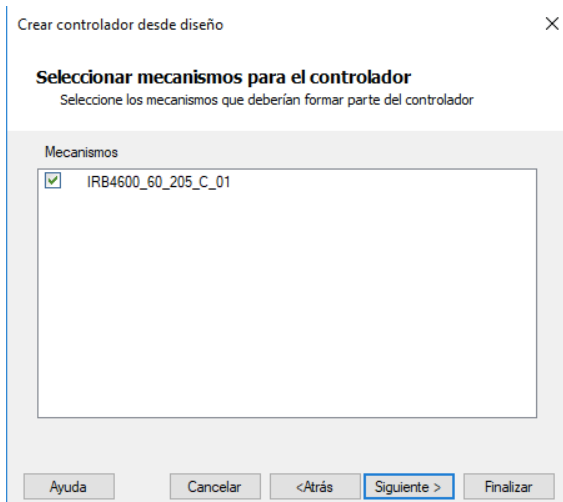 Crear controlador desde diseño
Seleccionar mecanismos para el controlador
Seleccione los mecanismos que deberían formar parte del controlador
Mecanismos
IRB4600_60_205_C_01
Ayuda Cancelar <Atrás Siguiente > Finalizar